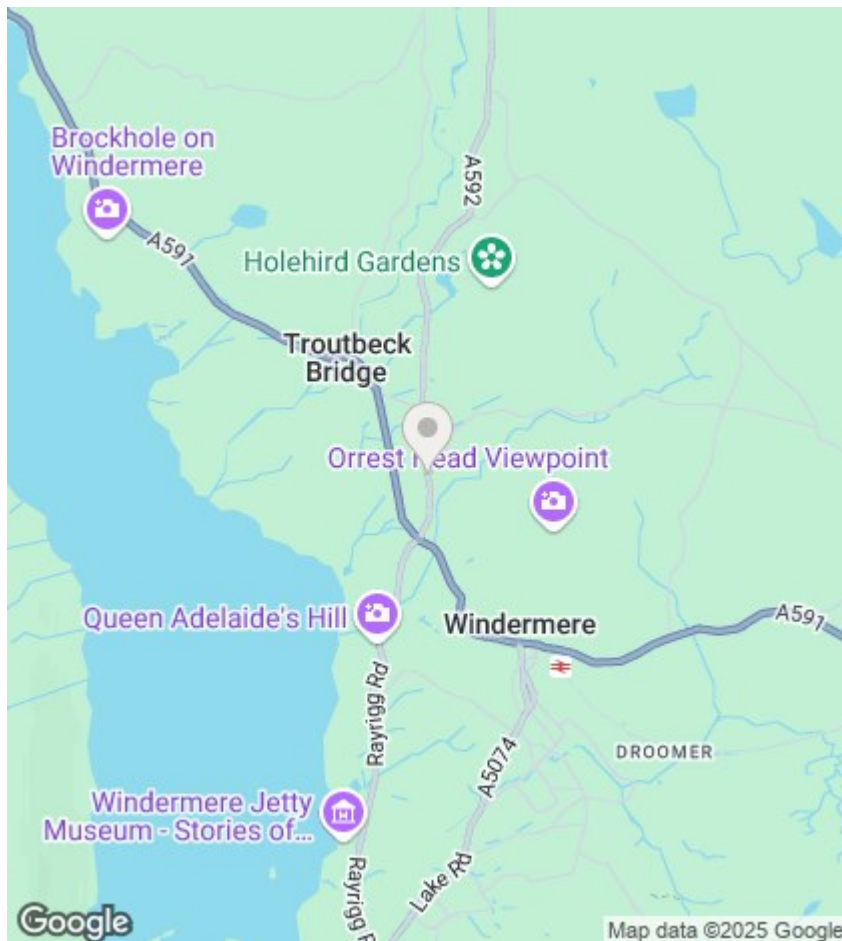 Brockhole on
Windermere
A592
A591
Holehird Gardens
Troutbeck
Bridge
Orrest Head Viewpoint
Queen Adelaide's Hill
Windermere
A591
Rayrigg Rd
A5074
DROOMER
Windermere Jetty
Museum - Stories of...
Lake Rd
Rayrigg R
Google
Map data ©2025 Google